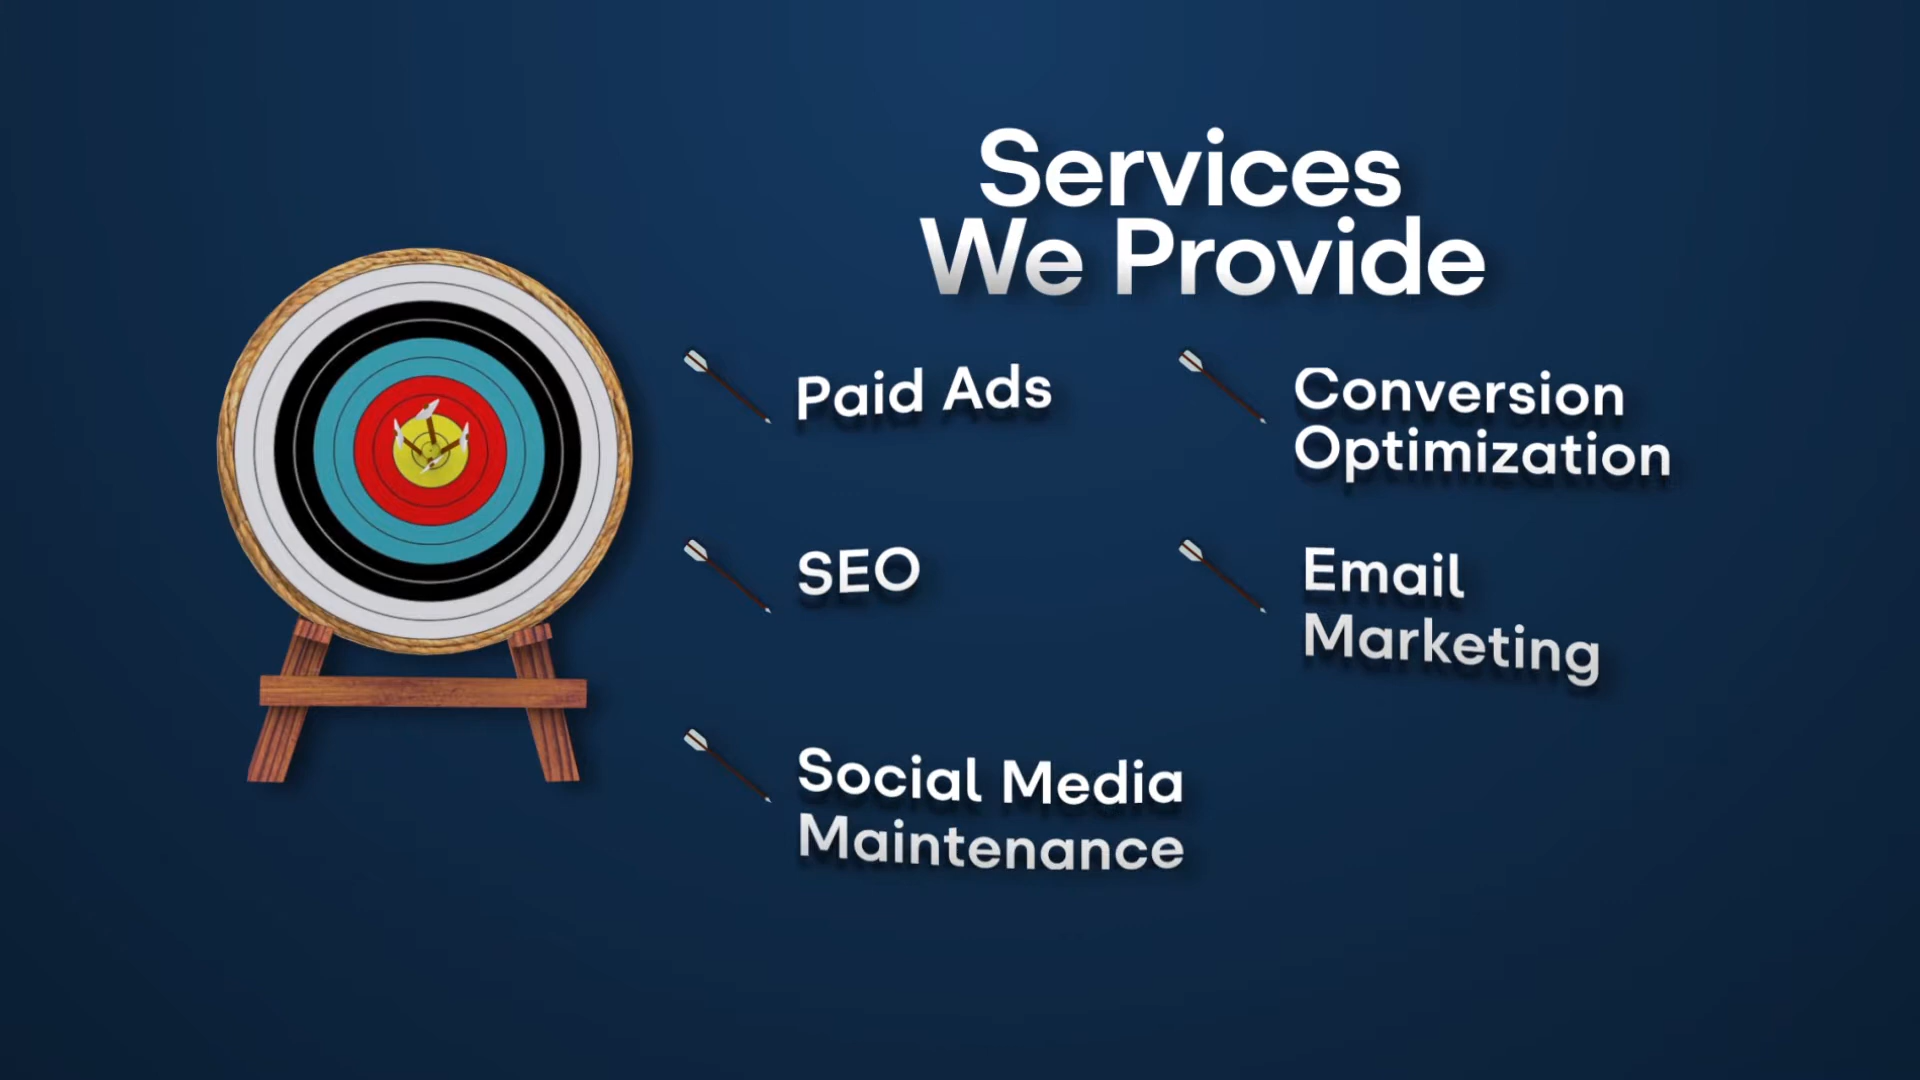 Services
We Provide
Paid Ads
SEO
Social Media
Maintenance
Conversion
Optimization
Email
Marketing